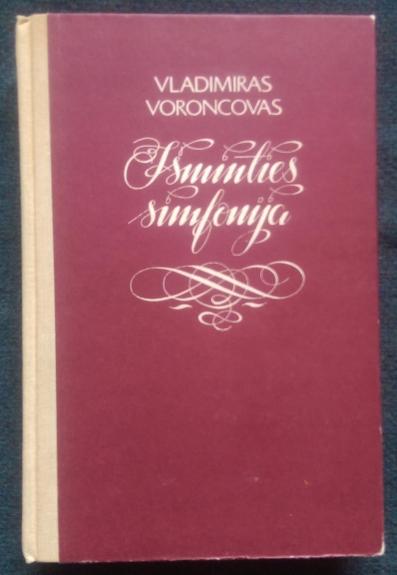 VLADIMIRAS
VORONCOVAS
Išminties
simfonija